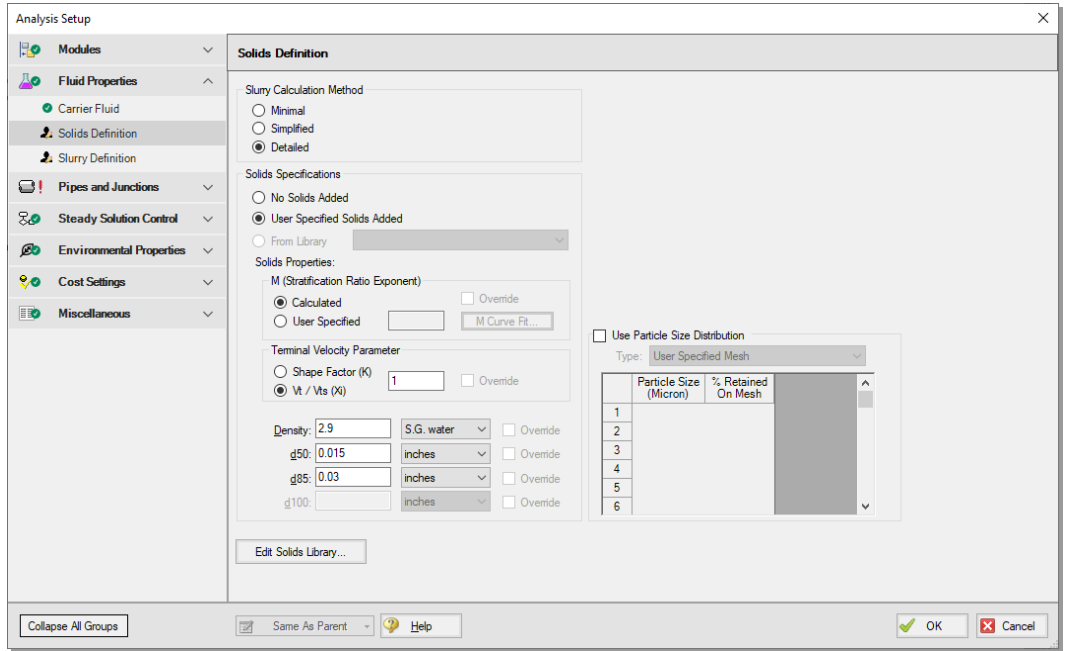 Analysis Setup
Modules
Fluid Properties
Carrier Fluid
Solids Definition
Slurry Definition
Pipes and Junctions
Steady Solution Control
Environmental Properties
Cost Settings
Miscellaneous
Collapse All Groups
Solids Definition
Slurry Calculation Method
Minimal
Simplified
Detailed
Solids Specifications
No Solids Added
User Specified Solids Added
From Library
Solids Properties:
M (Stratification Ratio Exponent)
Calculated Override
User Specified M Curve Fit...
Terminal Velocity Parameter
Shape Factor (K)
1 Override
Vt / Vts (Xi)
Density: 2.9 S.G. water Override
d50: 0.015 inches Override
d85: 0.03 inches Override
d100: inches Override
Use Particle Size Distribution
Type: User Specified Mesh
Particle Size % Retained
(Micron) On Mesh
1
2
3
4
5
6
Edit Solids Library...
Same As Parent Help OK Cancel